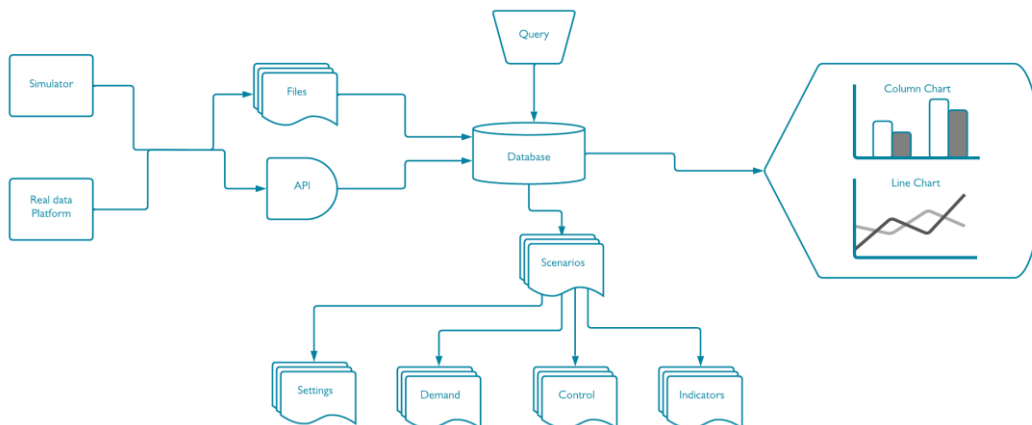 Query
Simulator
Files
Column Chart
Database
API
Real data
Platform
Line Chart
Scenarios
Settings
Demand
Control
Indicators